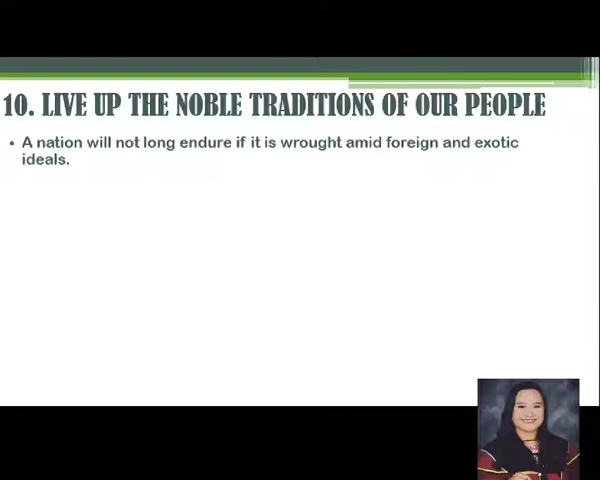 10. LIVE UP THE NOBLE TRADITIONS OF OUR PEOPLE
• A nation will not long endure if it is wrought amid foreign and exotic
ideals.